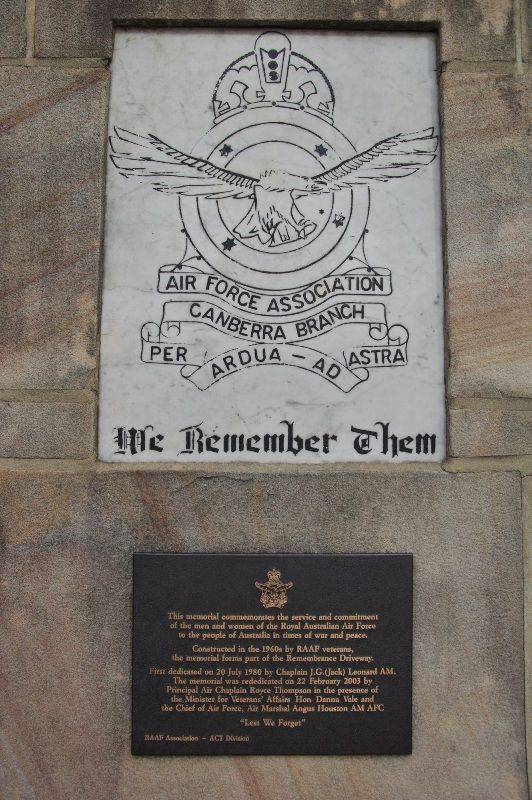 AIR FORCE ASSOCIATION
CANBERRA BRANCH
PER ARDUA - AD ASTRA
We Remember Them
This memorial commemorates the service and commitment
of the men and women of the Royal Australian Air Force
to the people of Australia in times of war and peace.
Constructed in the 1960s by RAAF veterans,
the memorial forms part of the Remembrance Driveway.
First dedicated on 20 July 1980 by Chaplain J.G.(Jack) Leonard AM.
The memorial was rededicated on 22 February 2003 by
Principal Air Chaplain Royce Thompson in the presence of
the Minister for Veterans' Affairs Hon Danna Vale and
the Chief of Air Force, Air Marshal Angus Houston AM AFC
"Lest We Forget"
RAAF Association - ACT Division